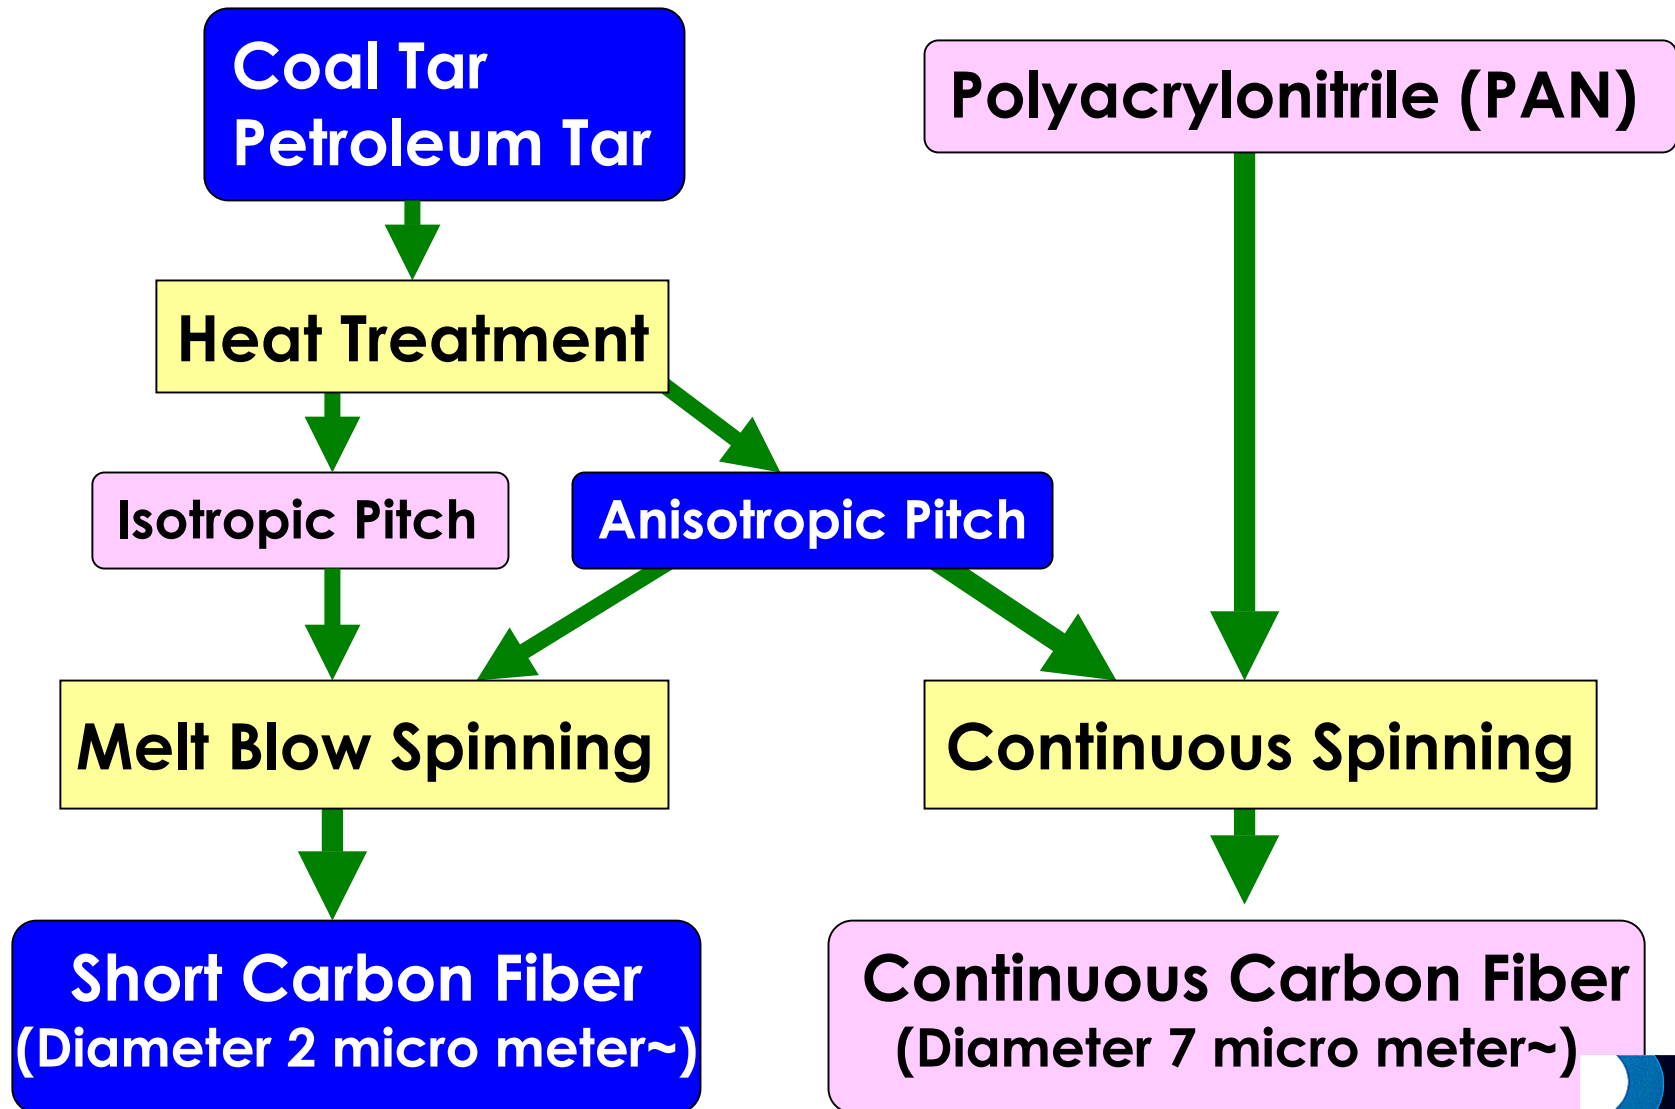 Coal Tar
Petroleum Tar
Polyacrylonitrile (PAN)
Heat Treatment
Isotropic Pitch
Anisotropic Pitch
Melt Blow Spinning
Continuous Spinning
Short Carbon Fiber
(Diameter 2 micro meter~)
Continuous Carbon Fiber
(Diameter 7 micro meter~)